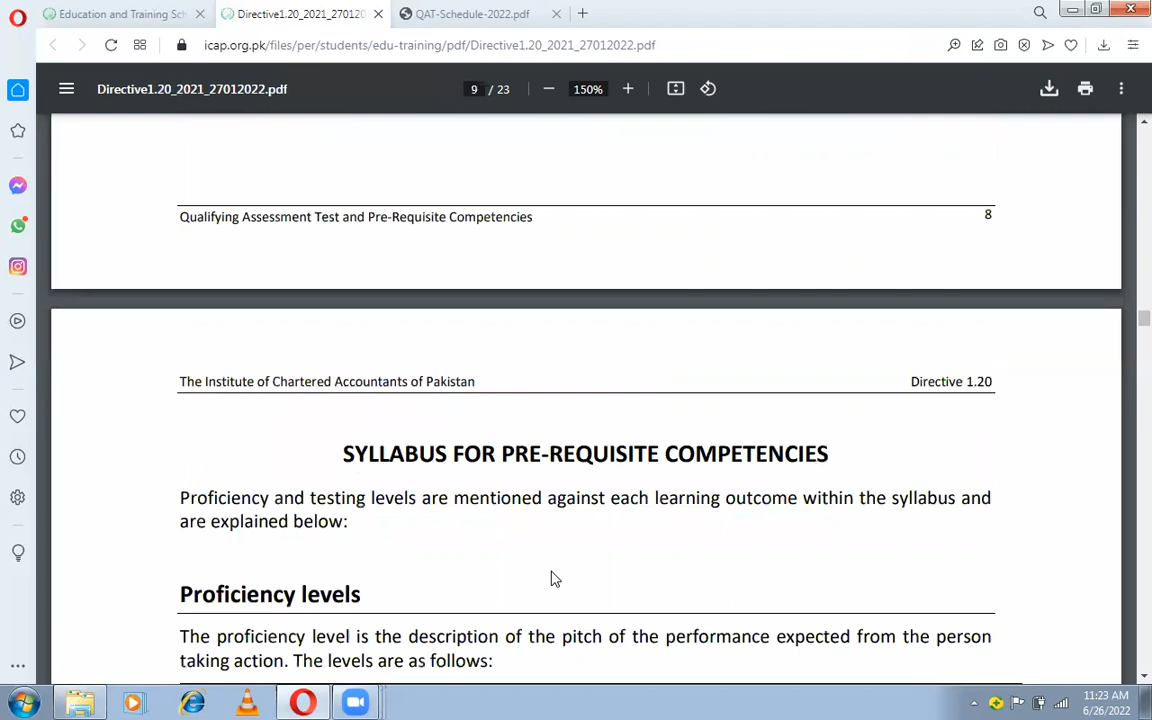 Education and Training Sch
Directive1.20_2021_270120
QAT-Schedule-2022.pdf
icap.org.pk/files/per/students/edu-training/pdf/Directive1.20_2021_27012022.pdf
Directive1.20_2021_27012022.pdf
9 / 23
150%
Qualifying Assessment Test and Pre-Requisite Competencies
8
The Institute of Chartered Accountants of Pakistan
Directive 1.20
SYLLABUS FOR PRE-REQUISITE COMPETENCIES
Proficiency and testing levels are mentioned against each learning outcome within the syllabus and
are explained below:
Proficiency levels
The proficiency level is the description of the pitch of the performance expected from the person
taking action. The levels are as follows:
11:23 AM
6/26/2022